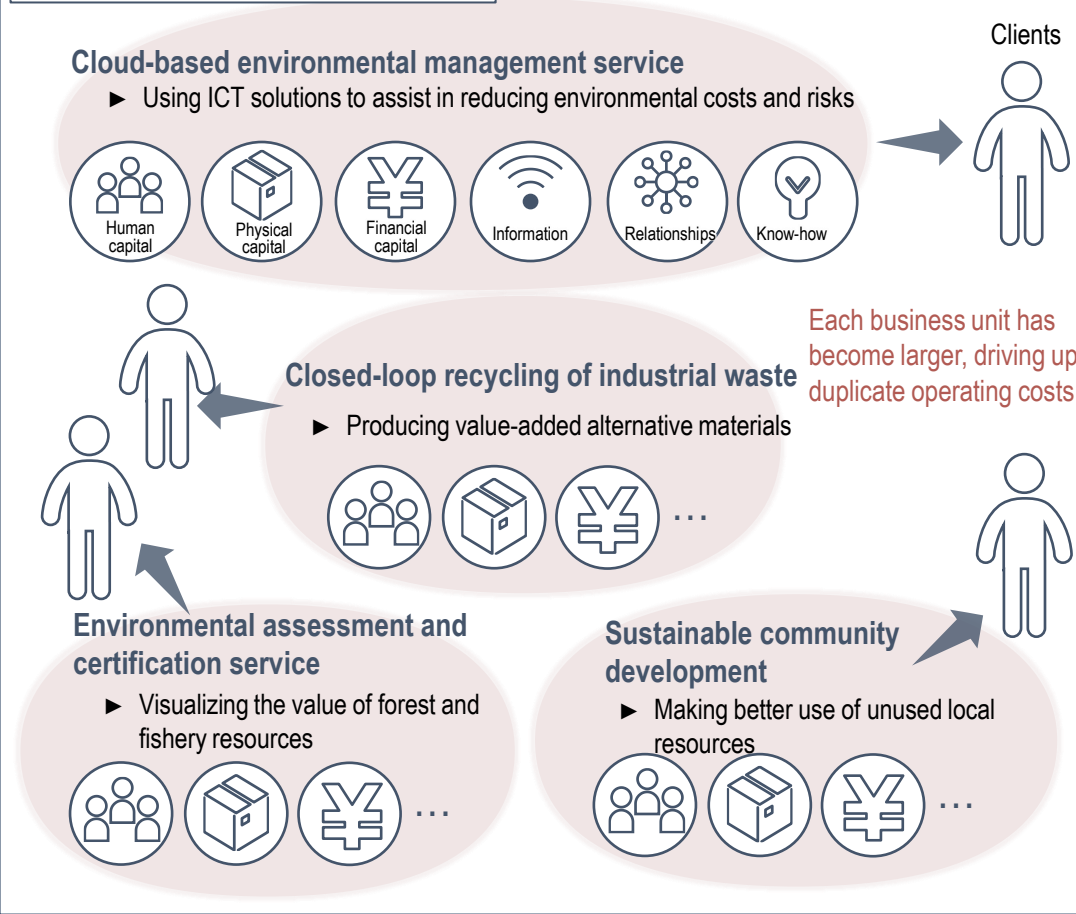 Clients
Cloud-based environmental management service
► Using ICT solutions to assist in reducing environmental costs and risks
Human
capital
Physical
capital
Financial
capital
Information
Relationships
Know-how
Each business unit has
become larger, driving up
duplicate operating costs
Closed-loop recycling of industrial waste
► Producing value-added alternative materials
...
Environmental assessment and
certification service
► Visualizing the value of forest and
fishery resources
...
Sustainable community
development
► Making better use of unused local
resources
...